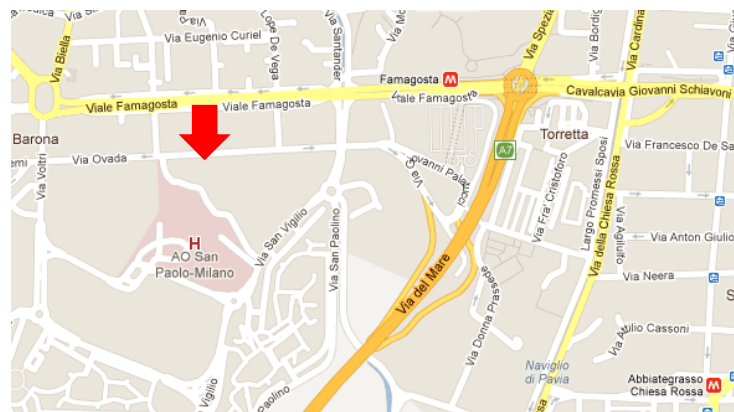 Via Biella
Via Eugenio Curiel
Lope De Vega
Via Santander
Via Spezia
Via Bordig
Via Cardina
Famagosta M
Viale Famagosta
Viale Famagosta
Viale Famagosta
Cavalcavia Giovanni Schiavoni
Barona
Torretta
Via Ovada
A7
Via Francesco De Sa
Via Voltri
Via Fra' Cristoforo
Largo Promessi Sposi
Via della Chiesa Rossa
Via San Vigilio
Via San Paolino
Via Agilulfo
Via Anton Giulio
H
AO San
Paolo-Milano
Via del Mare
Via Neera
Via Donna Prassede
Via Attilio Cassoni
Naviglio
di Pavia
Abbiategrasso
Chiesa Rossa M
San Vigilio
Paolino